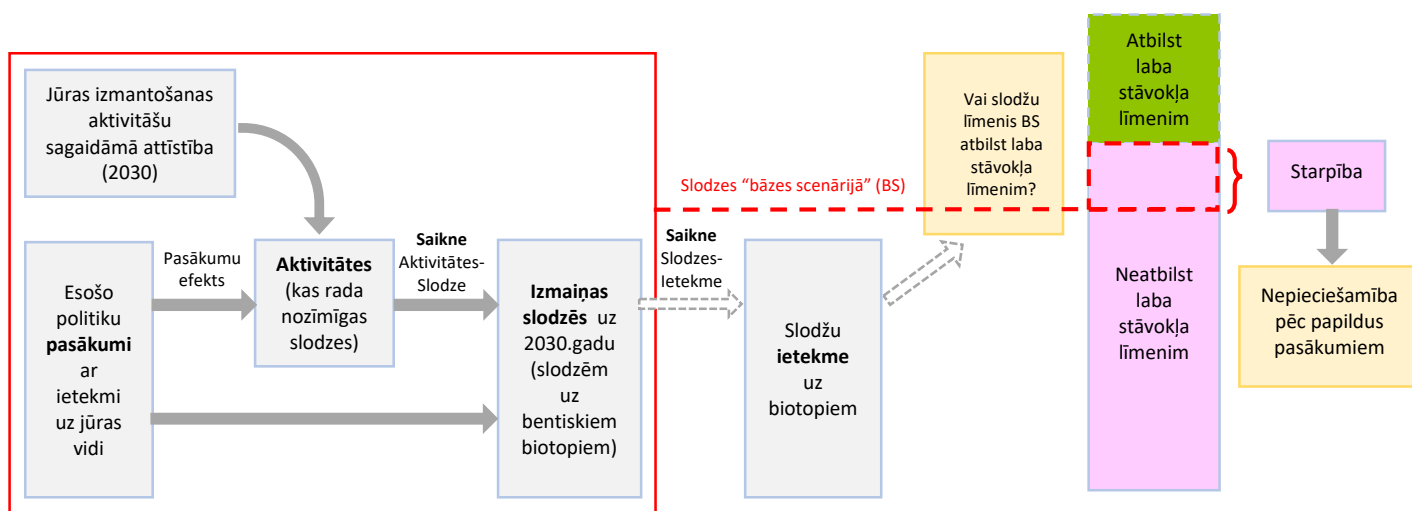 Jūras izmantošanas
aktivitāšu
sagaidāmā attīstība
(2030)
Esošo
politiku
pasākumi
ar
ietekmi
uz jūras
vidi
Pasākumu
efekts
Aktivitātes
(kas rada
nozīmīgas
slodzes)
Saikne
Aktivitātes-
Slodze
Izmaiņas
slodzēs uz
2030.gadu
(slodzēm
uz
bentiskiem
biotopiem)
Saikne
Slodzes-
Ietekme
Slodzes “bāzes scenārijā” (BS)
Slodžu
ietekme
uz
biotopiem
Vai slodžu
līmenis BS
atbilst laba
stāvokļa
līmenim?
Atbilst
laba
stāvokļa
līmenim
Neatbilst
laba
stāvokļa
līmenim
Starpība
Nepieciešamība
pēc papildus
pasākumiem